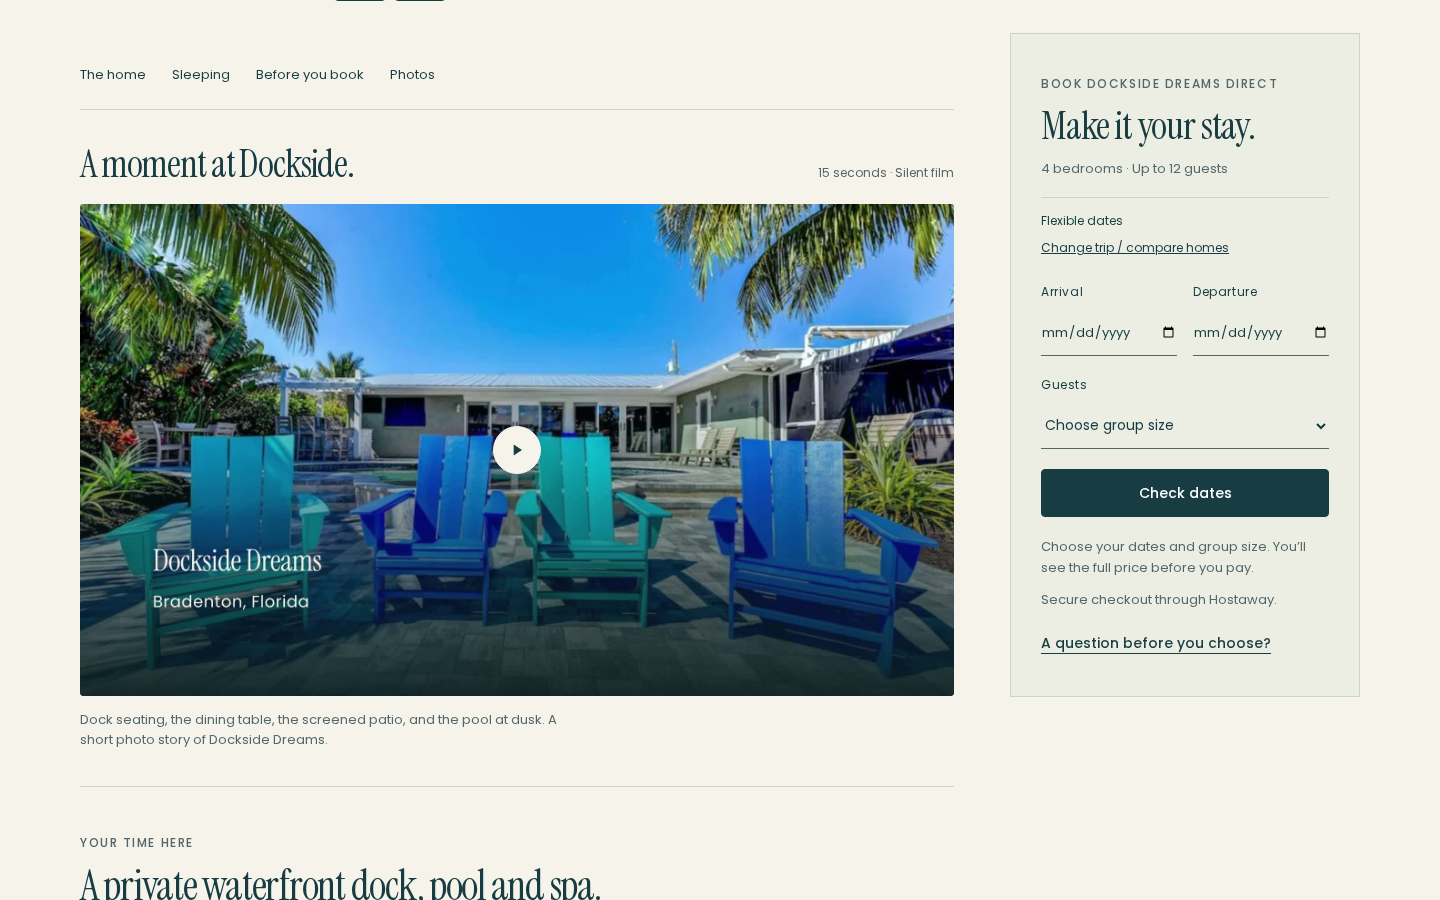 The home
Sleeping
Before you book
Photos
A moment at Dockside.
15 seconds · Silent film
Dockside Dreams
Bradenton, Florida
Dock seating, the dining table, the screened patio, and the pool at dusk. A
short photo story of Dockside Dreams.
YOUR TIME HERE
A private waterfront dock, pool and spa.
BOOK DOCKSIDE DREAMS DIRECT
Make it your stay.
4 bedrooms · Up to 12 guests
Flexible dates
Change trip / compare homes
Arrival
Departure
mm/dd/yyyy
mm/dd/yyyy
Guests
Choose group size
Check dates
Choose your dates and group size. You’ll
see the full price before you pay.
Secure checkout through Hostaway.
A question before you choose?